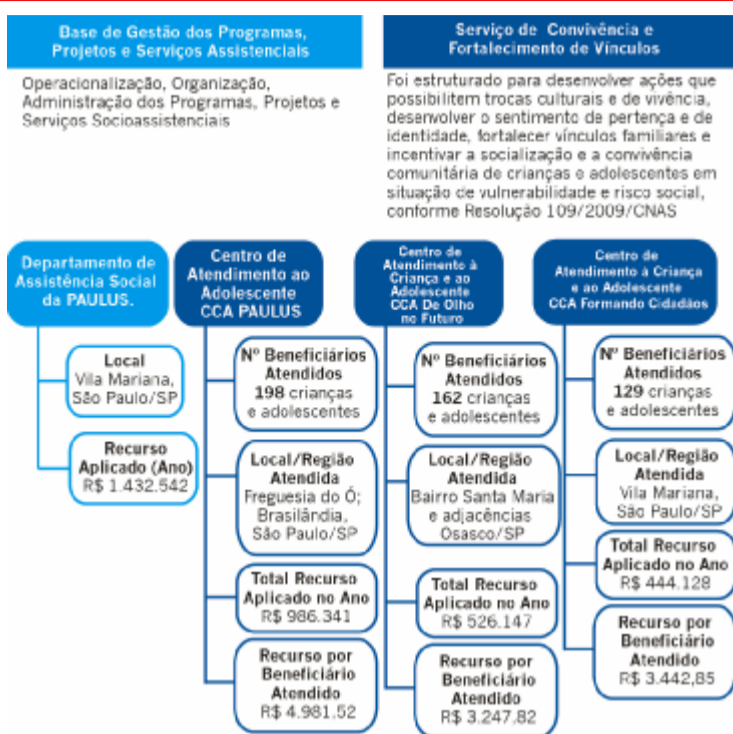 Base de Gestão dos Programas,
Projetos e Serviços Assistenciais
Operacionalização, Organização,
Administração dos Programas, Projetos e
Serviços Socioassistenciais
Serviço de Convivência e
Fortalecimento de Vínculos
Foi estruturado para desenvolver ações que
possibilitem trocas culturais e de vivência,
desenvolver o sentimento de pertença e de
identidade, fortalecer vínculos familiares e
incentivar a socialização e a convivência
comunitária de crianças e adolescentes em
situação de vulnerabilidade e risco social,
conforme Resolução 109/2009/CNAS
Departamento de
Assistência Social
da PAULUS.
Local
Vila Mariana,
São Paulo/SP
Recurso
Aplicado (Ano)
R$ 1.432.542
Centro de
Atendimento ao
Adolescente
CCA PAULUS
Nº Beneficiários
Atendidos
198 crianças
e adolescentes
Local/Região
Atendida
Freguesia do Ó;
Brasilândia,
São Paulo/SP
Total Recurso
Aplicado no Ano
R$ 986.341
Recurso por
Beneficiário
Atendido
R$ 4.981,52
Centro de
Atendimento à
Criança e ao
Adolescente
CCA De Olho
no Futuro
Nº Beneficiários
Atendidos
162 crianças
e adolescentes
Local/Região
Atendida
Bairro Santa Maria
e adjacências
Osasco/SP
Total Recurso
Aplicado no Ano
R$ 526.147
Recurso por
Beneficiário
Atendido
R$ 3.247,82
Centro de
Atendimento à Criança
e ao Adolescente
CCA Formando Cidadãos
Nº Beneficiários
Atendidos
129 crianças
e adolescentes
Local/Região
Atendida
Vila Mariana,
São Paulo/SP
Total Recurso
Aplicado no Ano
R$ 444.128
Recurso por
Beneficiário
Atendido
R$ 3.442,85